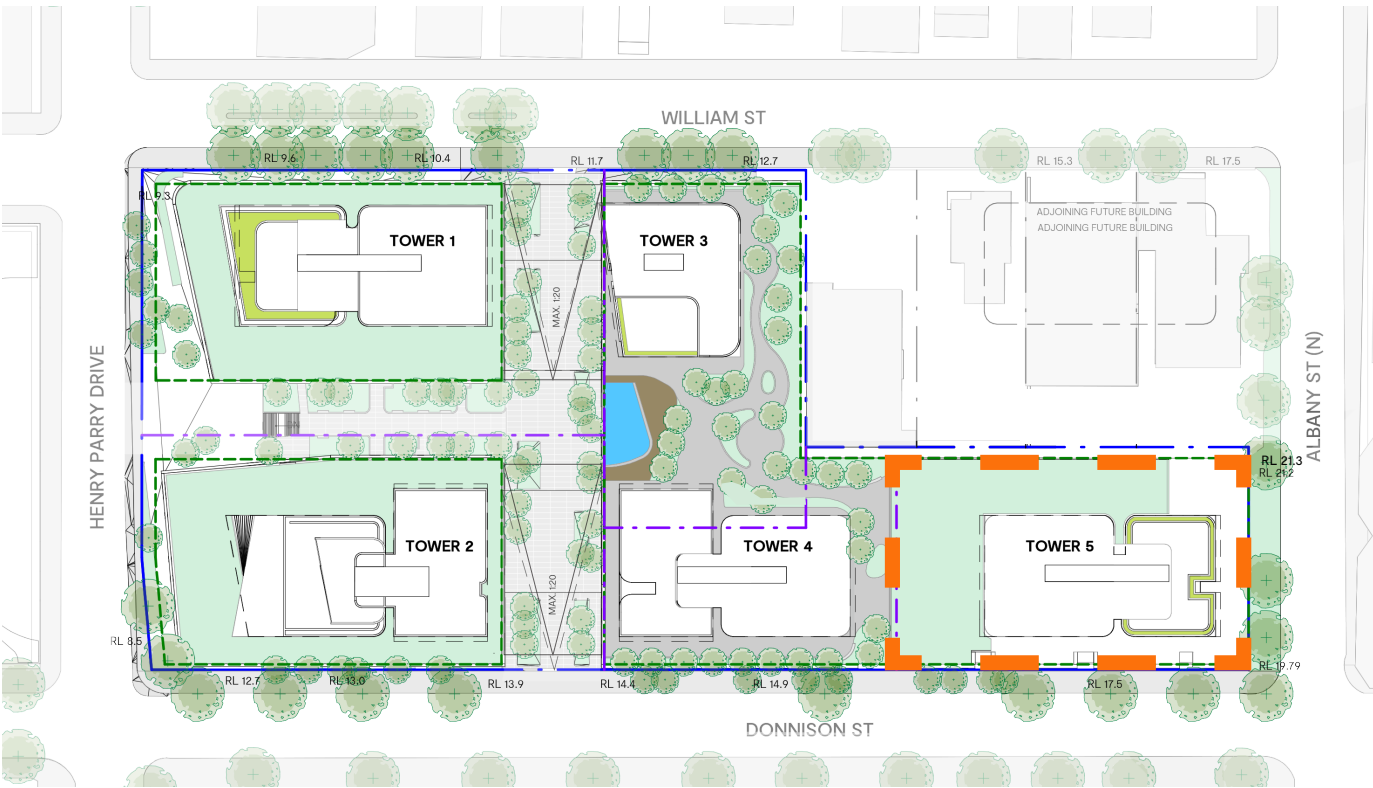 WILLIAM ST
RL 9.6
RL 10.4
RL 11.7
RL 12.7
RL 15.3
RL 17.5
RL 9.3
ADJOINING FUTURE BUILDING
ADJOINING FUTURE BUILDING
TOWER 1
TOWER 3
MAX. 1:20
HENRY PARRY DRIVE
ALBANY ST (N)
RL 21.3
RL 21.2
TOWER 2
TOWER 4
TOWER 5
MAX. 1:20
RL 8.5
RL 19.79
RL 12.7
RL 13.0
RL 13.9
RL 14.4
RL 14.9
RL 17.5
DONNISON ST